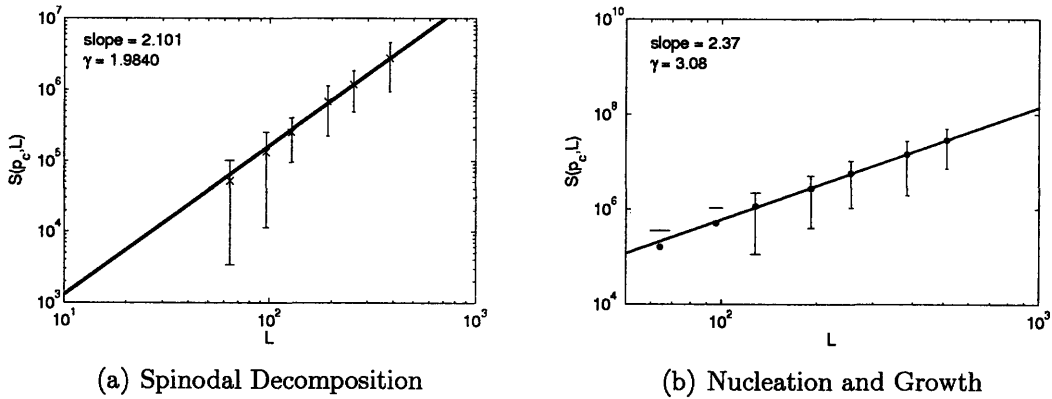 10^7
slope = 2.101
γ = 1.9840
10^6
S(p_c,L)
10^5
10^4
10^3
10^1
10^2
10^3
L
(a) Spinodal Decomposition
10^10
slope = 2.37
γ = 3.08
10^8
S(p_c,L)
10^6
10^4
10^2
10^3
L
(b) Nucleation and Growth